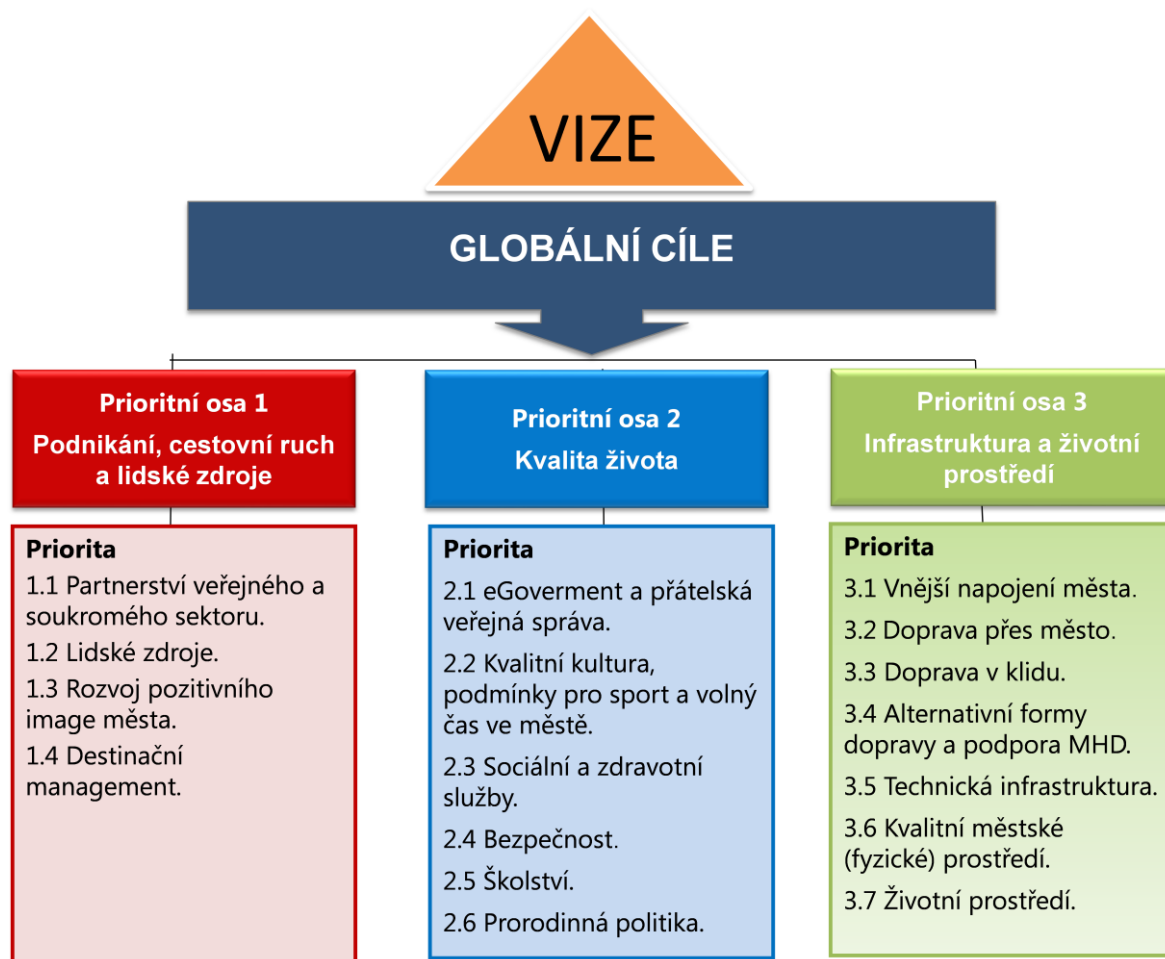 VIZE
GLOBÁLNÍ CÍLE
Prioritní osa 1
Podnikání, cestovní ruch
a lidské zdroje
Priorita
1.1 Partnerství veřejného a
soukromého sektoru.
1.2 Lidské zdroje.
1.3 Rozvoj pozitivního
image města.
1.4 Destinační
management.
Prioritní osa 2
Kvalita života
Priorita
2.1 eGoverment a přátelská
veřejná správa.
2.2 Kvalitní kultura,
podmínky pro sport a volný
čas ve městě.
2.3 Sociální a zdravotní
služby.
2.4 Bezpečnost.
2.5 Školství.
2.6 Prorodinná politika.
Prioritní osa 3
Infrastruktura a životní
prostředí
Priorita
3.1 Vnější napojení města.
3.2 Doprava přes město.
3.3 Doprava v klidu.
3.4 Alternativní formy
dopravy a podpora MHD.
3.5 Technická infrastruktura.
3.6 Kvalitní městské
(fyzické) prostředí.
3.7 Životní prostředí.